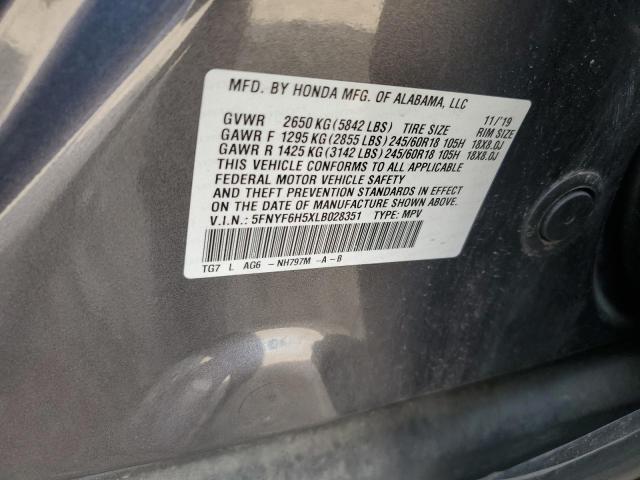 MFD. BY HONDA MFG. OF ALABAMA, LLC 11/19
GVWR 2650 KG (5842 LBS) TIRE SIZE RIM SIZE
GAWR F 1295 KG (2855 LBS) 245/60R18 105H 18X8.0J
GAWR R 1425 KG (3142 LBS) 245/60R18 105H 18X8.0J
THIS VEHICLE CONFORMS TO ALL APPLICABLE
FEDERAL MOTOR VEHICLE SAFETY
AND THEFT PREVENTION STANDARDS IN EFFECT
ON THE DATE OF MANUFACTURE SHOWN ABOVE.
V.I.N.: 5FNYF6H5XLB028351 TYPE: MPV
TG7 L AG6 -NH797M -A-B